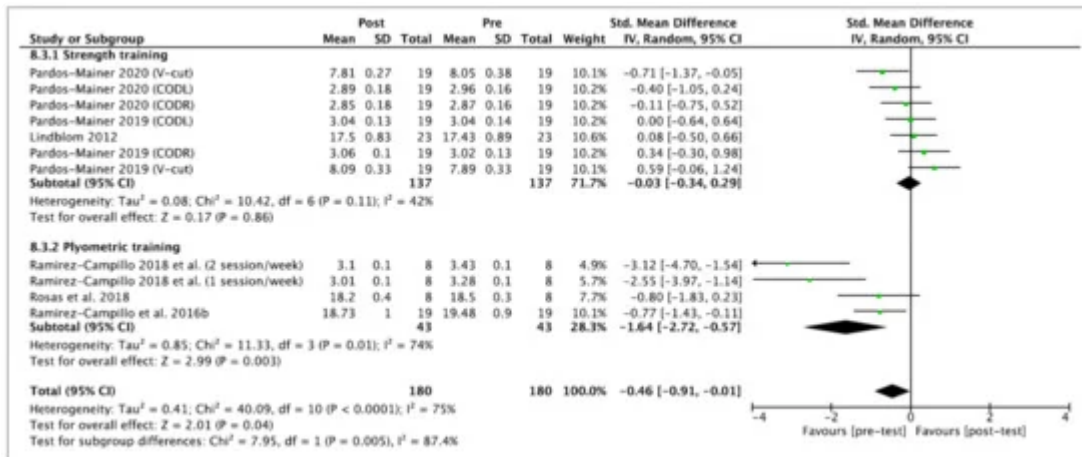 Post Pre Std. Mean Difference Std. Mean Difference
Study or Subgroup Mean SD Total Mean SD Total Weight IV, Random, 95% CI IV, Random, 95% CI
8.3.1 Strength training
Pardos-Mainer 2020 (V-cut) 7.81 0.27 19 8.05 0.38 19 10.1% -0.71 [-1.37, -0.05]
Pardos-Mainer 2020 (CODL) 2.89 0.18 19 2.96 0.16 19 10.2% -0.40 [-1.05, 0.24]
Pardos-Mainer 2020 (CODR) 2.85 0.18 19 2.87 0.16 19 10.2% -0.11 [-0.75, 0.52]
Pardos-Mainer 2019 (CODL) 3.04 0.13 19 3.04 0.14 19 10.2% 0.00 [-0.64, 0.64]
Lindblom 2012 17.5 0.83 23 17.43 0.89 23 10.6% 0.08 [-0.50, 0.66]
Pardos-Mainer 2019 (CODR) 3.06 0.1 19 3.02 0.13 19 10.2% 0.34 [-0.30, 0.98]
Pardos-Mainer 2019 (V-cut) 8.09 0.33 19 7.89 0.33 19 10.2% 0.59 [-0.06, 1.24]
Subtotal (95% CI) 137 137 71.7% -0.03 [-0.34, 0.29]
Heterogeneity: Tau² = 0.08; Chi² = 10.42, df = 6 (P = 0.11); I² = 42%
Test for overall effect: Z = 0.17 (P = 0.86)
8.3.2 Plyometric training
Ramirez-Campillo 2018 et al. (2 session/week) 3.1 0.1 8 3.43 0.1 8 4.9% -3.12 [-4.70, -1.54]
Ramirez-Campillo 2018 et al. (1 session/week) 3.01 0.1 8 3.28 0.1 8 5.7% -2.55 [-3.97, -1.14]
Rosas et al. 2018 18.2 0.4 8 18.5 0.3 8 7.7% -0.80 [-1.83, 0.23]
Ramirez-Campillo et al. 2016b 18.73 1 19 19.48 0.9 19 10.1% -0.77 [-1.43, -0.11]
Subtotal (95% CI) 43 43 28.3% -1.64 [-2.72, -0.57]
Heterogeneity: Tau² = 0.85; Chi² = 11.33, df = 3 (P = 0.01); I² = 74%
Test for overall effect: Z = 2.99 (P = 0.003)
Total (95% CI) 180 180 100.0% -0.46 [-0.91, -0.01]
Heterogeneity: Tau² = 0.41; Chi² = 40.09, df = 10 (P < 0.0001); I² = 75%
Test for overall effect: Z = 2.01 (P = 0.04)
Test for subgroup differences: Chi² = 7.95, df = 1 (P = 0.005), I² = 87.4%
-4 -2 0 2 4
Favours [pre-test] Favours [post-test]